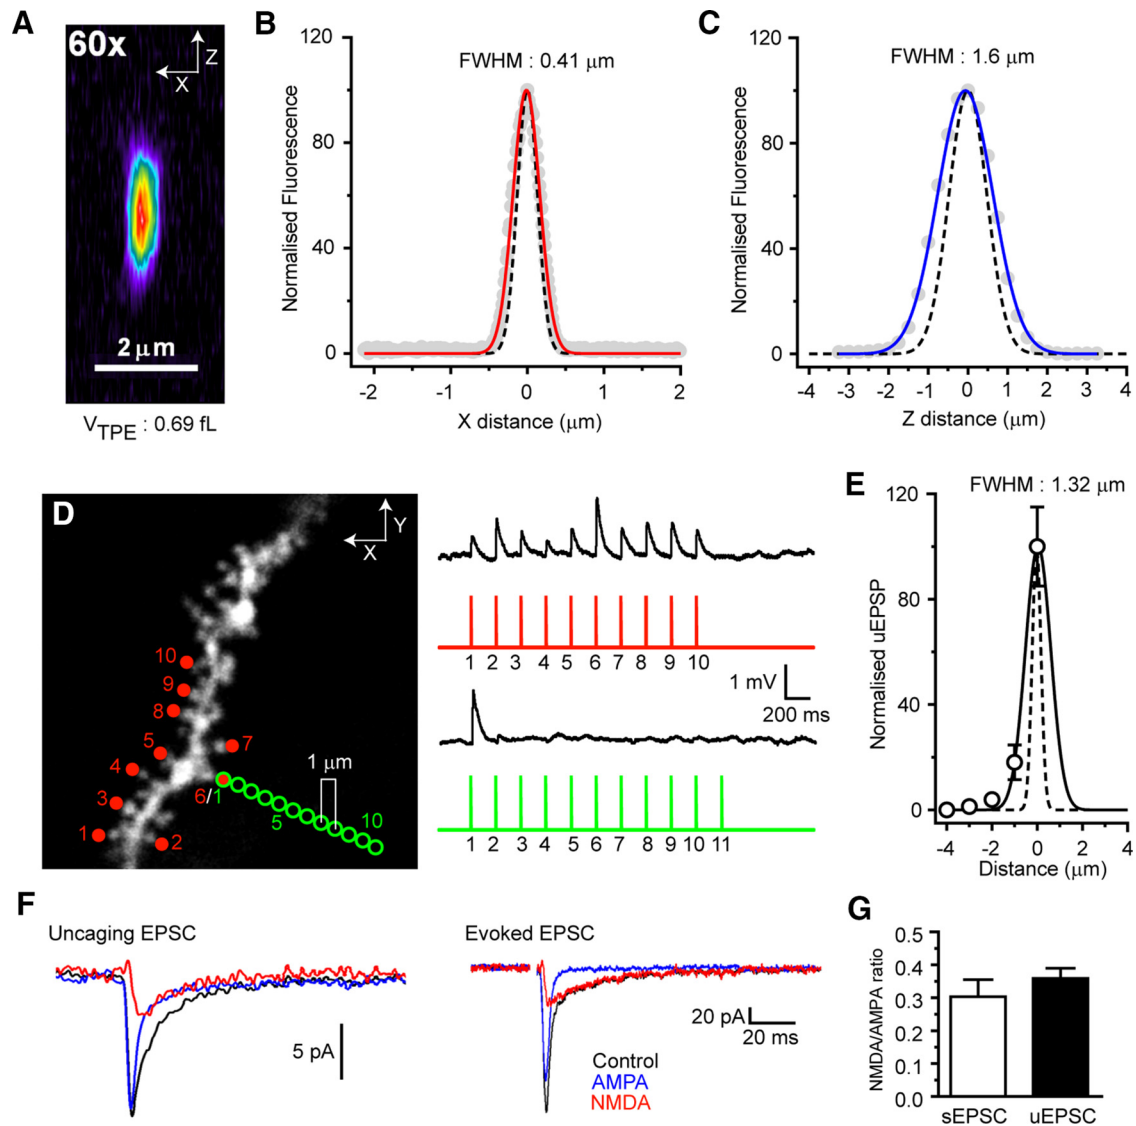 A
60x
Z
X
2 μm
V TPE : 0.69 fL
B
FWHM : 0.41 μm
Normalised Fluorescence
120
80
40
0
-2 -1 0 1 2
X distance (μm)
C
FWHM : 1.6 μm
Normalised Fluorescence
120
80
40
0
-4 -3 -2 -1 0 1 2 3 4
Z distance (μm)
D
Y
X
10
9
8
7
5
4
3
1
2
6/1
1 μm
5
10
1 2 3 4 5 6 7 8 9 10
1 mV
200 ms
1 2 3 4 5 6 7 8 9 10 11
E
FWHM : 1.32 μm
Normalised uEPSP
120
80
40
0
-4 -2 0 2 4
Distance (μm)
F
Uncaging EPSC
5 pA
Evoked EPSC
20 pA
20 ms
Control
AMPA
NMDA
G
NMDA/AMPA ratio
0.5
0.4
0.3
0.2
0.1
0.0
sEPSC uEPSC